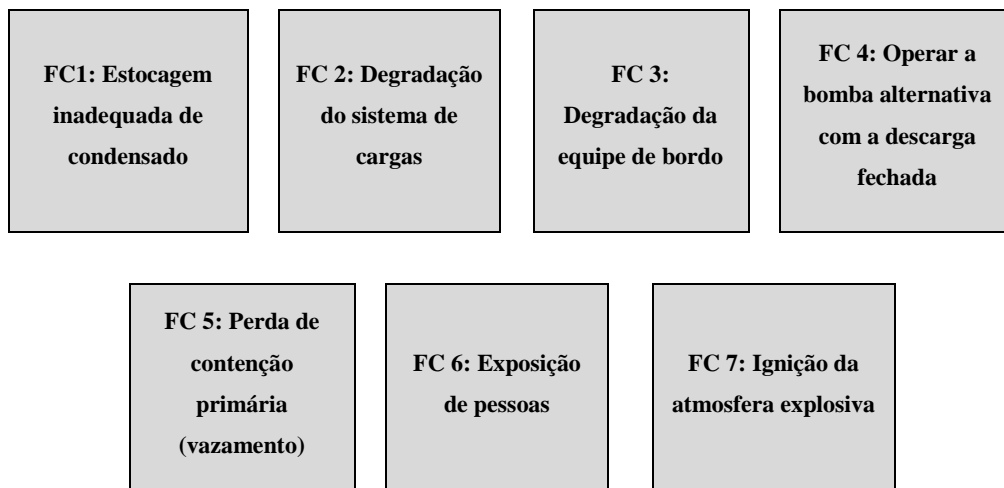 FC1: Estocagem
inadequada de
condensado
FC 2: Degradação
do sistema de
cargas
FC 3:
Degradação da
equipe de bordo
FC 4: Operar a
bomba alternativa
com a descarga
fechada
FC 5: Perda de
contenção
primária
(vazamento)
FC 6: Exposição
de pessoas
FC 7: Ignição da
atmosfera explosiva